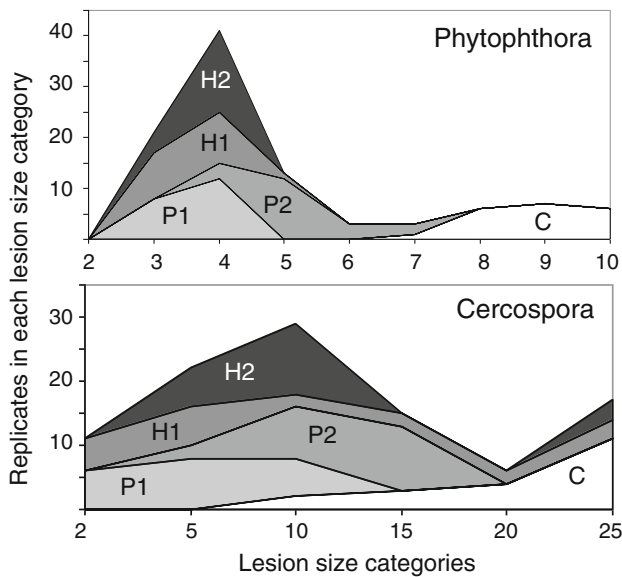 Replicates in each lesion size category
Phytophthora
40
30
20
10
H2
H1
P1
P2
C
2 3 4 5 6 7 8 9 10
Cercospora
30
20
10
H2
H1
P2
P1
C
2 5 10 15 20 25
Lesion size categories